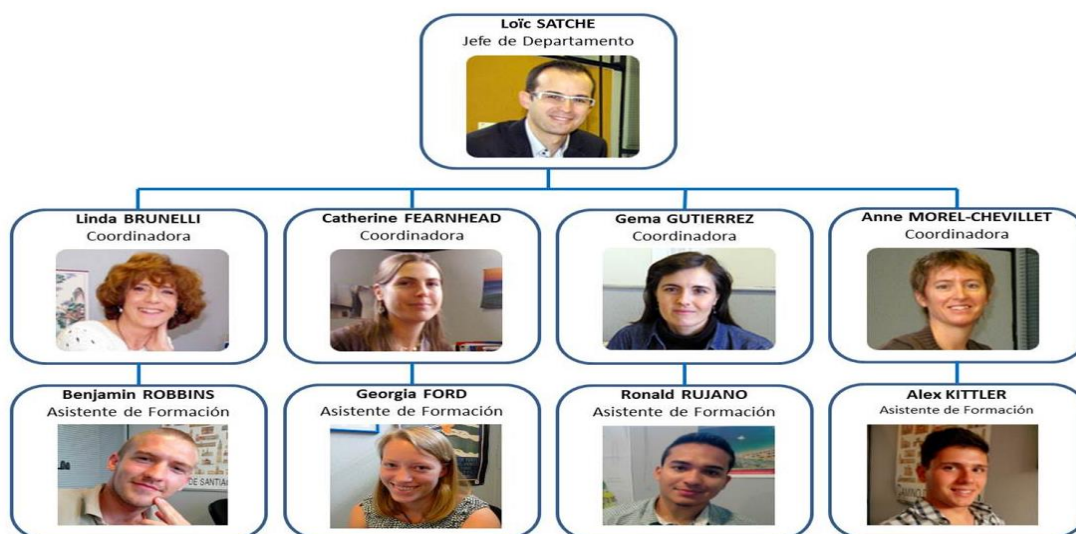 Loïc SATCHE
Jefe de Departamento
Linda BRUNELLI
Coordinadora
Catherine FEARNHEAD
Coordinadora
Gema GUTIERREZ
Coordinadora
Anne MOREL-CHEVILLET
Coordinadora
Benjamin ROBBINS
Asistente de Formación
Georgia FORD
Asistente de Formación
Ronald RUJANO
Asistente de Formación
Alex KITTLER
Asistente de Formación
DE SANTIA